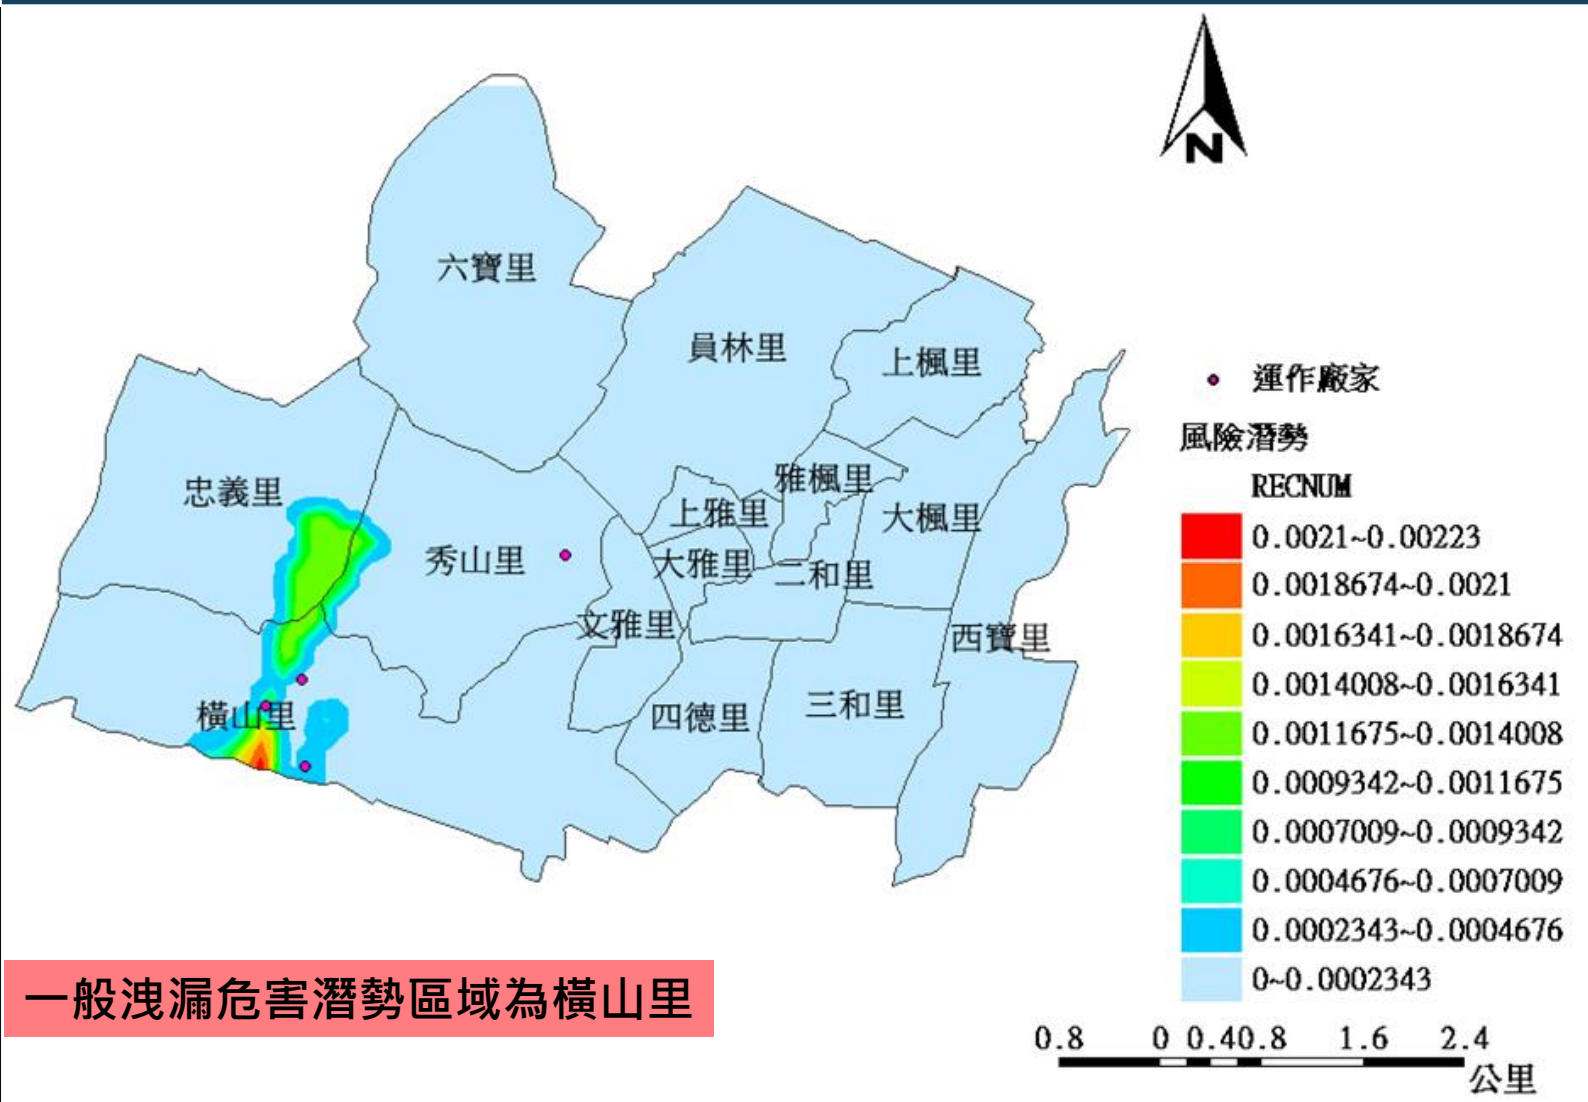 N
六寶里
員林里
上楓里
運作廠家
風險潛勢
RECNUM
忠義里
雅楓里
上雅里
大楓里
秀山里
大雅里
二和里
文雅里
西寶里
橫山里
四德里
三和里
0.0021~0.00223
0.0018674~0.0021
0.0016341~0.0018674
0.0014008~0.0016341
0.0011675~0.0014008
0.0009342~0.0011675
0.0007009~0.0009342
0.0004676~0.0007009
0.0002343~0.0004676
0~0.0002343
一般洩漏危害潛勢區域為橫山里
0.8 0 0.40.8 1.6 2.4
公里